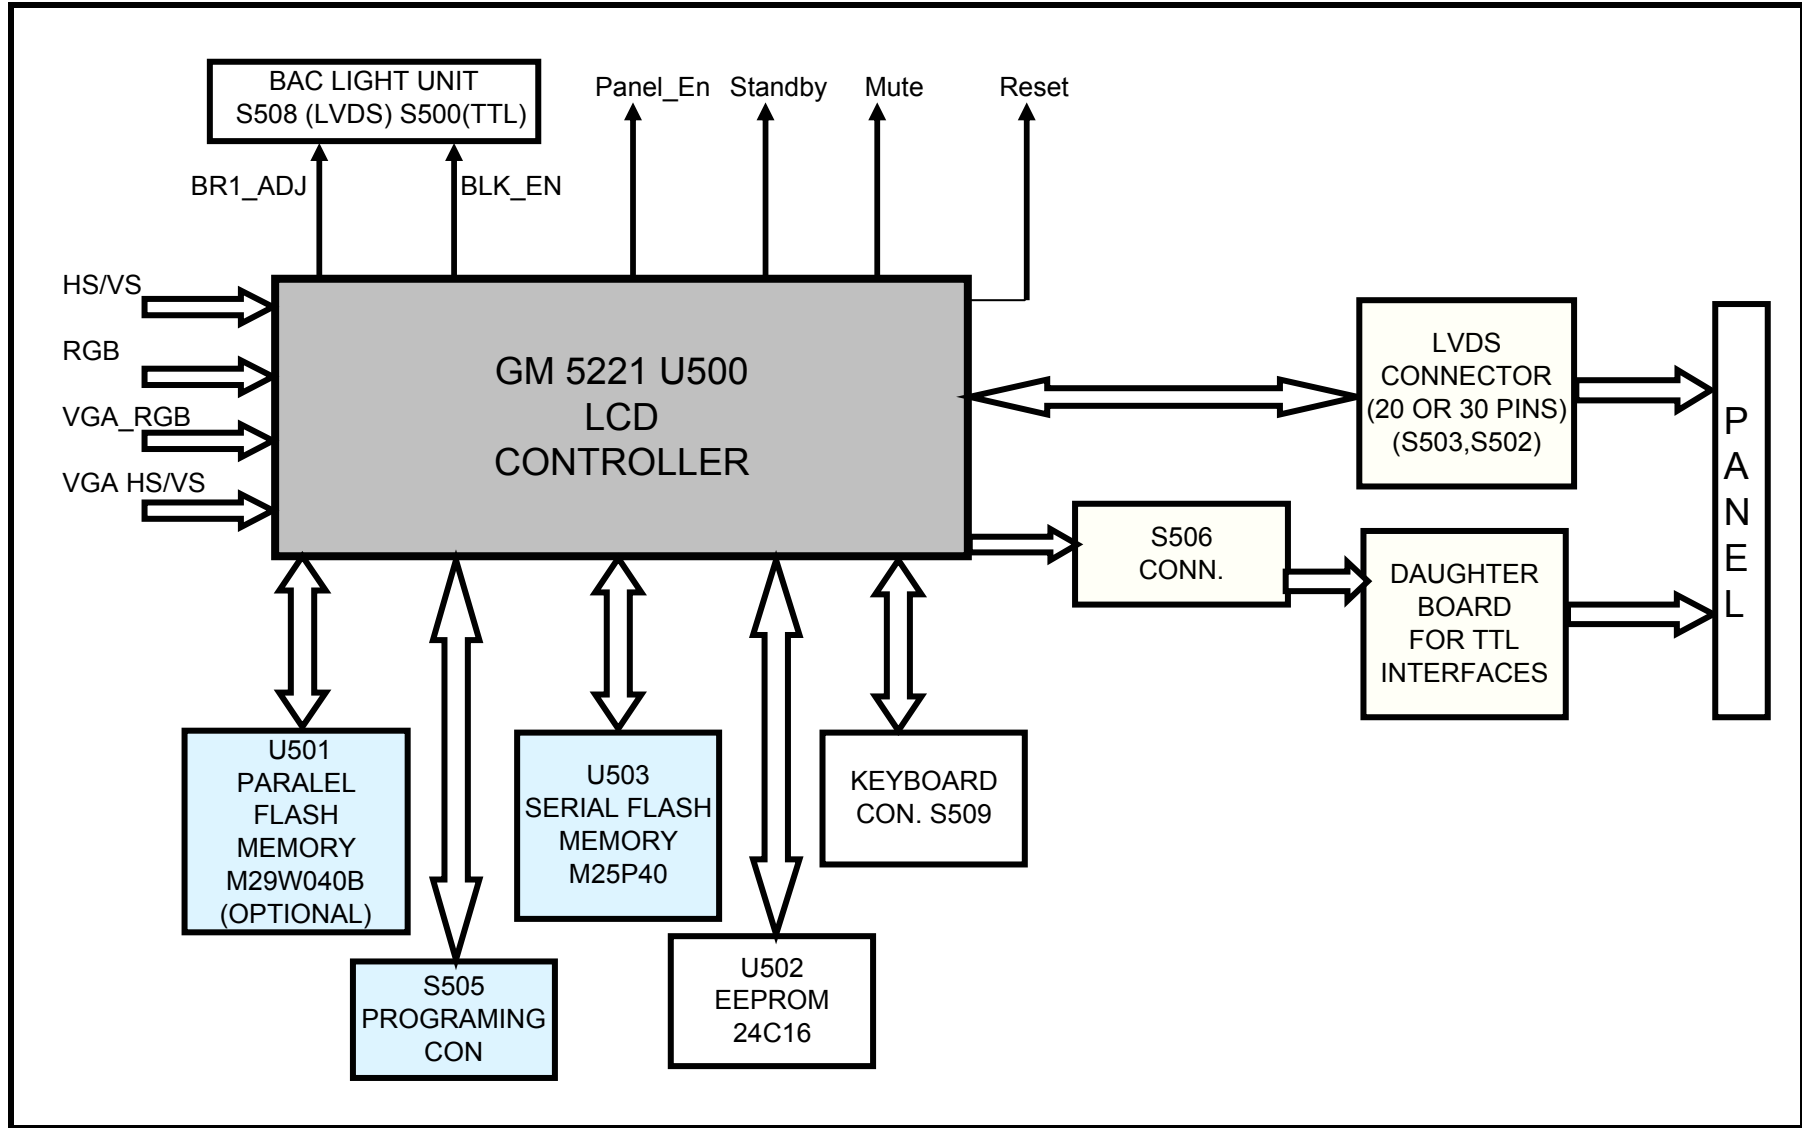 BAC LIGHT UNIT
S508 (LVDS) S500(TTL)
Panel_En
Standby
Mute
Reset
BR1_ADJ
BLK_EN
HS/VS
RGB
VGA_RGB
VGA HS/VS
GM 5221 U500
LCD
CONTROLLER
LVDS
CONNECTOR
(20 OR 30 PINS)
(S503,S502)
S506
CONN.
DAUGHTER
BOARD
FOR TTL
INTERFACES
P
A
N
E
L
U501
PARALEL
FLASH
MEMORY
M29W040B
(OPTIONAL)
S505
PROGRAMING
CON
U503
SERIAL FLASH
MEMORY
M25P40
U502
EEPROM
24C16
KEYBOARD
CON. S509